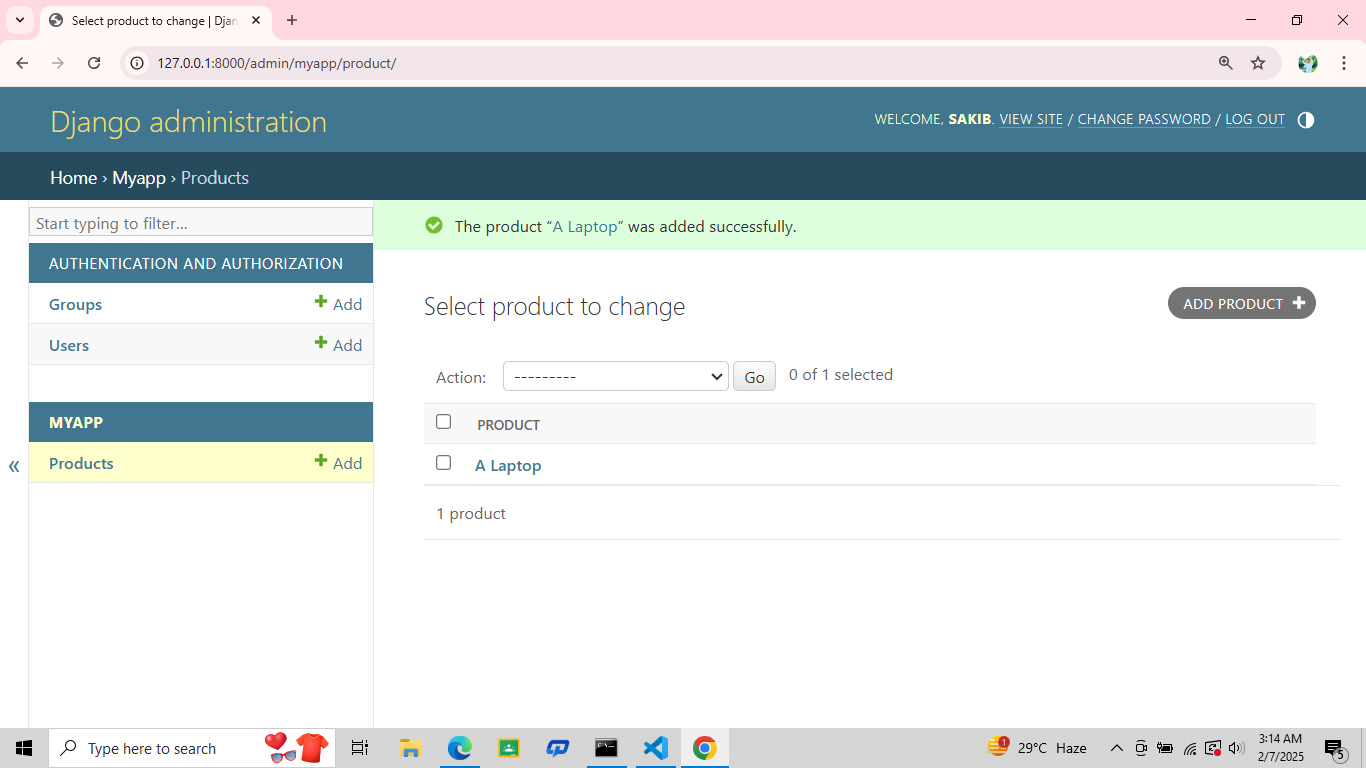 Select product to change | Djan
127.0.0.1:8000/admin/myapp/product/
Django administration
WELCOME, SAKIB. VIEW SITE / CHANGE PASSWORD / LOG OUT
Home › Myapp › Products
Start typing to filter...
AUTHENTICATION AND AUTHORIZATION
Groups
Add
Users
Add
MYAPP
Products
Add
«
The product “A Laptop” was added successfully.
Select product to change
ADD PRODUCT
Action:
---------
Go
0 of 1 selected
PRODUCT
A Laptop
1 product
Type here to search
1
29°C Haze
3:14 AM
2/7/2025
5